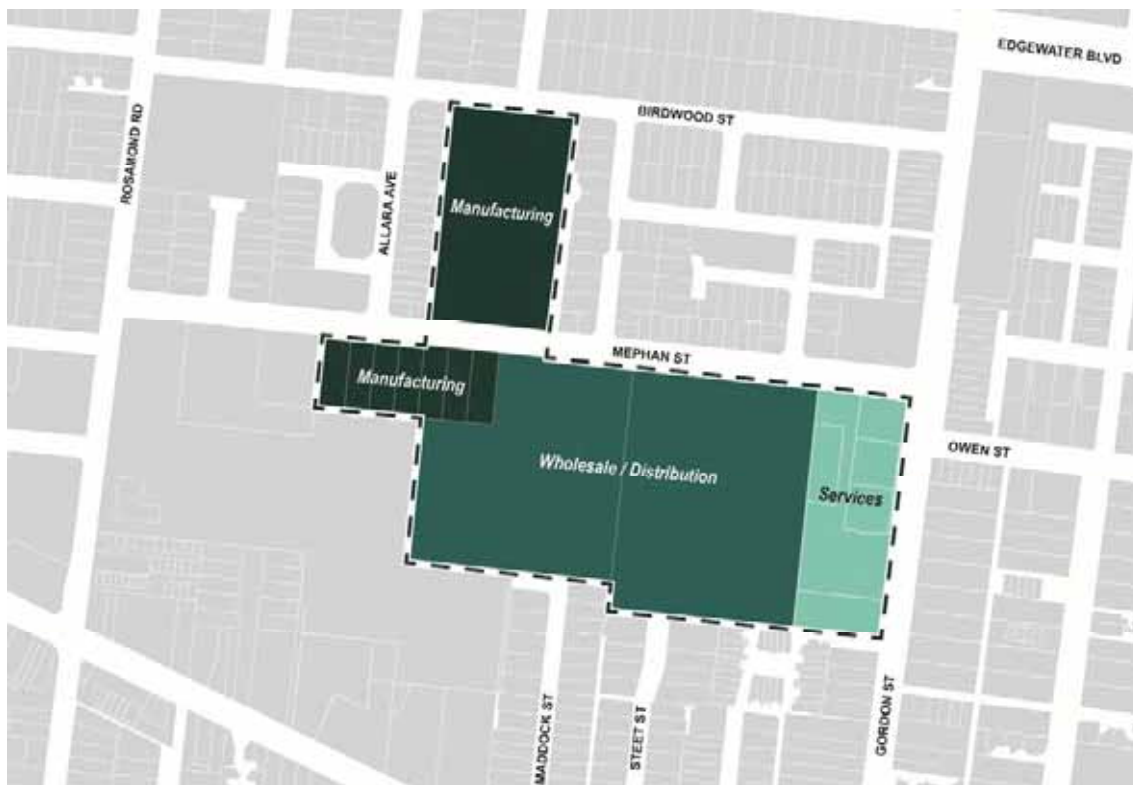 EDGEWATER BLVD
BIRDWOOD ST
ROSAMOND RD
ALLARA AVE
Manufacturing
MEPHAN ST
Manufacturing
OWEN ST
Wholesale / Distribution
Services
MADDOCK ST
STEET ST
GORDON ST